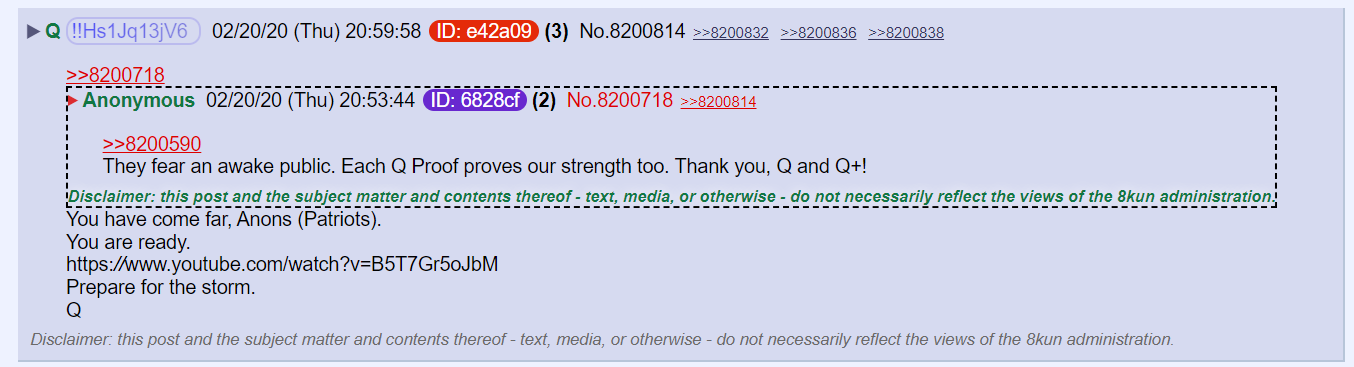 Q !!Hs1Jq13jV6 02/20/20 (Thu) 20:59:58 ID: e42a09 (3) No.8200814 >>8200832 >>8200836 >>8200838
>>8200718
Anonymous 02/20/20 (Thu) 20:53:44 ID: 6828cf (2) No.8200718 >>8200814
>>8200590
They fear an awake public. Each Q Proof proves our strength too. Thank you, Q and Q+!
Disclaimer: this post and the subject matter and contents thereof - text, media, or otherwise - do not necessarily reflect the views of the 8kun administration.
You have come far, Anons (Patriots).
You are ready.
https://www.youtube.com/watch?v=B5T7Gr5oJbM
Prepare for the storm.
Q
Disclaimer: this post and the subject matter and contents thereof - text, media, or otherwise - do not necessarily reflect the views of the 8kun administration.